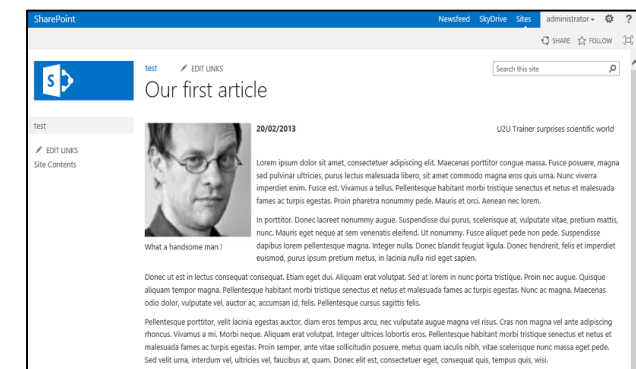 SharePoint
Newsfeed SkyDrive Sites administrator ?
SHARE FOLLOW
S
test EDIT LINKS
Search this site
Our first article
test
EDIT LINKS
Site Contents
20/02/2013 U2U Trainer surprises scientific world
Lorem ipsum dolor sit amet, consectetuer adipiscing elit. Maecenas porttitor congue massa. Fusce posuere, magna
sed pulvinar ultricies, purus lectus malesuada libero, sit amet commodo magna eros quis urna. Nunc viverra
imperdiet enim. Fusce est. Vivamus a tellus. Pellentesque habitant morbi tristique senectus et netus et malesuada
fames ac turpis egestas. Proin pharetra nonummy pede. Mauris et orci. Aenean nec lorem.
In porttitor. Donec laoreet nonummy augue. Suspendisse dui purus, scelerisque at, vulputate vitae, pretium mattis,
nunc. Mauris eget neque at sem venenatis eleifend. Ut nonummy. Fusce aliquet pede non pede. Suspendisse
dapibus lorem pellentesque magna. Integer nulla. Donec blandit feugiat ligula. Donec hendrerit, felis et imperdiet
euismod, purus ipsum pretium metus, in lacinia nulla nisl eget sapien.
What a handsome man !
Donec ut est in lectus consequat consequat. Etiam eget dui. Aliquam erat volutpat. Sed at lorem in nunc porta tristique. Proin nec augue. Quisque
aliquam tempor magna. Pellentesque habitant morbi tristique senectus et netus et malesuada fames ac turpis egestas. Nunc ac magna. Maecenas
odio dolor, vulputate vel, auctor ac, accumsan id, felis. Pellentesque cursus sagittis felis.
Pellentesque porttitor, velit lacinia egestas auctor, diam eros tempus arcu, nec vulputate augue magna vel risus. Cras non magna vel ante adipiscing
rhoncus. Vivamus a mi. Morbi neque. Aliquam erat volutpat. Integer ultrices lobortis eros. Pellentesque habitant morbi tristique senectus et netus et
malesuada fames ac turpis egestas. Proin semper, ante vitae sollicitudin posuere, metus quam iaculis nibh, vitae scelerisque nunc massa eget pede.
Sed velit urna, interdum vel, ultricies vel, faucibus at, quam. Donec elit est, consectetuer eget, consequat quis, tempus quis, wisi.